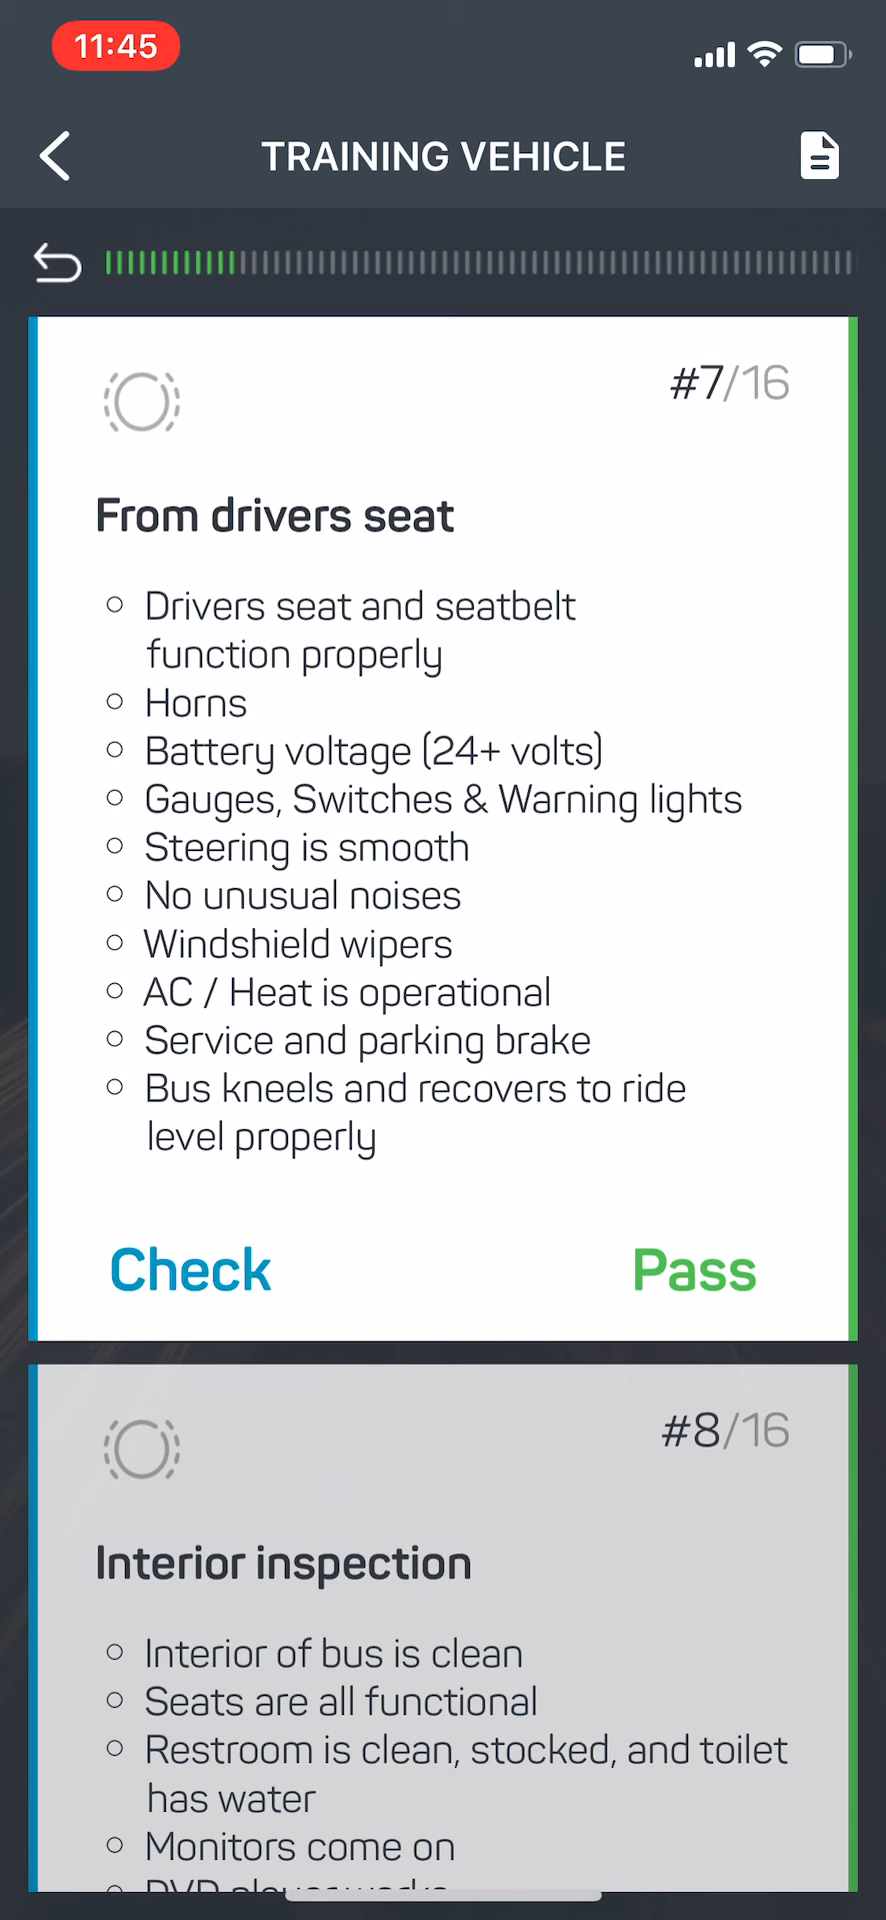 11:45
TRAINING VEHICLE
#7/16
From drivers seat
Drivers seat and seatbelt
function properly
Horns
Battery voltage (24+ volts)
Gauges, Switches & Warning lights
Steering is smooth
No unusual noises
Windshield wipers
AC / Heat is operational
Service and parking brake
Bus kneels and recovers to ride
level properly
Check Pass
#8/16
Interior inspection
Interior of bus is clean
Seats are all functional
Restroom is clean, stocked, and toilet
has water
Monitors come on
DVD player works